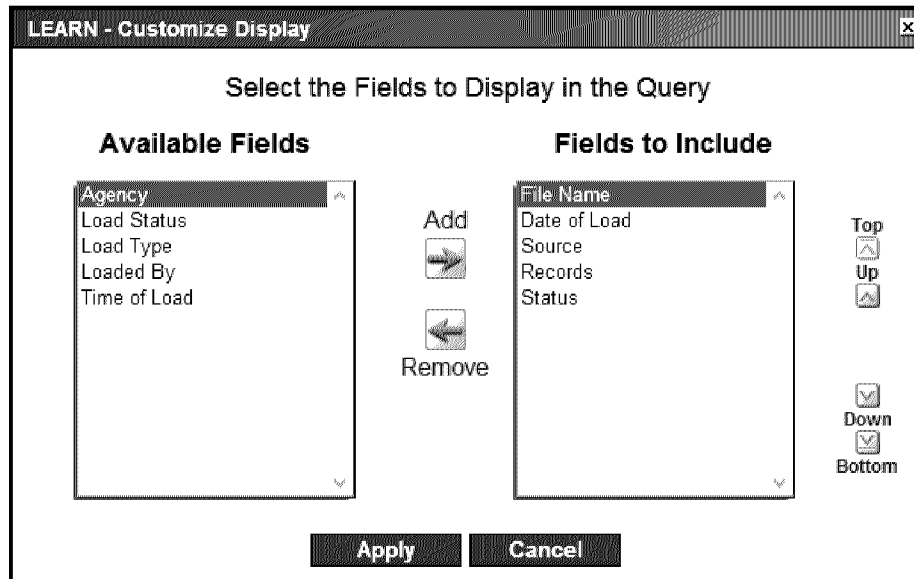 LEARN - Customize Display
Select the Fields to Display in the Query
Available Fields
Agency
Load Status
Load Type
Loaded By
Time of Load
Add
Remove
Fields to Include
File Name
Date of Load
Source
Records
Status
Top
Up
Down
Bottom
Apply
Cancel